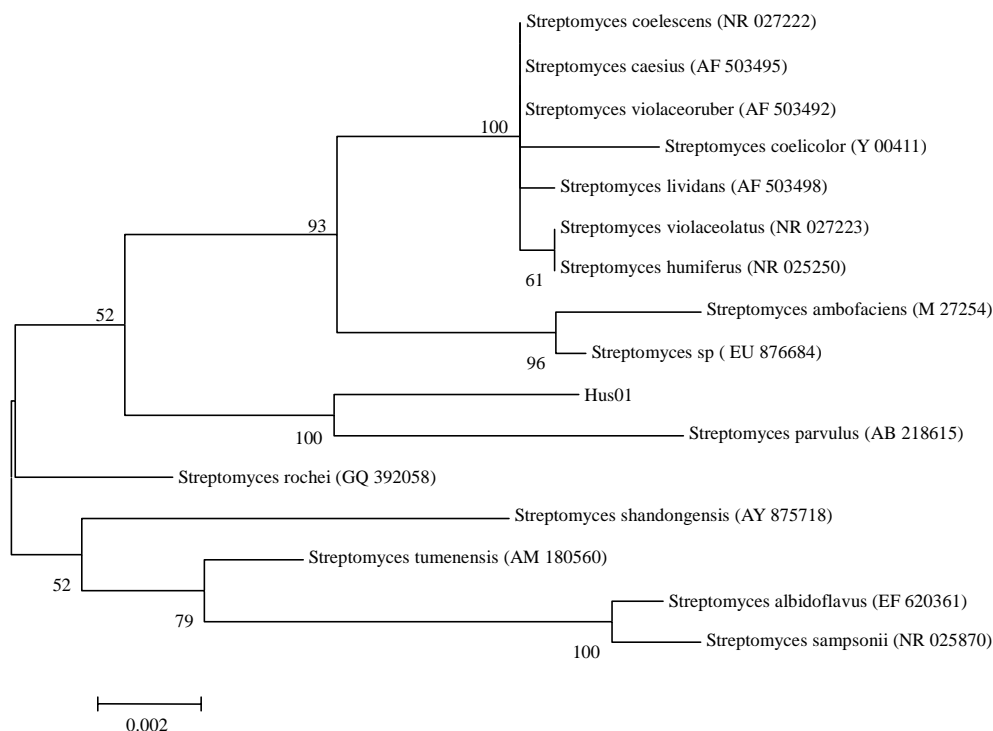 Streptomyces coelescens (NR 027222)
Streptomyces caesius (AF 503495)
Streptomyces violaceoruber (AF 503492)
100
Streptomyces coelicolor (Y 00411)
Streptomyces lividans (AF 503498)
93
Streptomyces violaceolatus (NR 027223)
Streptomyces humiferus (NR 025250)
61
52
Streptomyces ambofaciens (M 27254)
Streptomyces sp ( EU 876684)
96
Hus01
Streptomyces parvulus (AB 218615)
100
Streptomyces rochei (GQ 392058)
Streptomyces shandongensis (AY 875718)
Streptomyces tumenensis (AM 180560)
52
Streptomyces albidoflavus (EF 620361)
79
Streptomyces sampsonii (NR 025870)
100
0.002